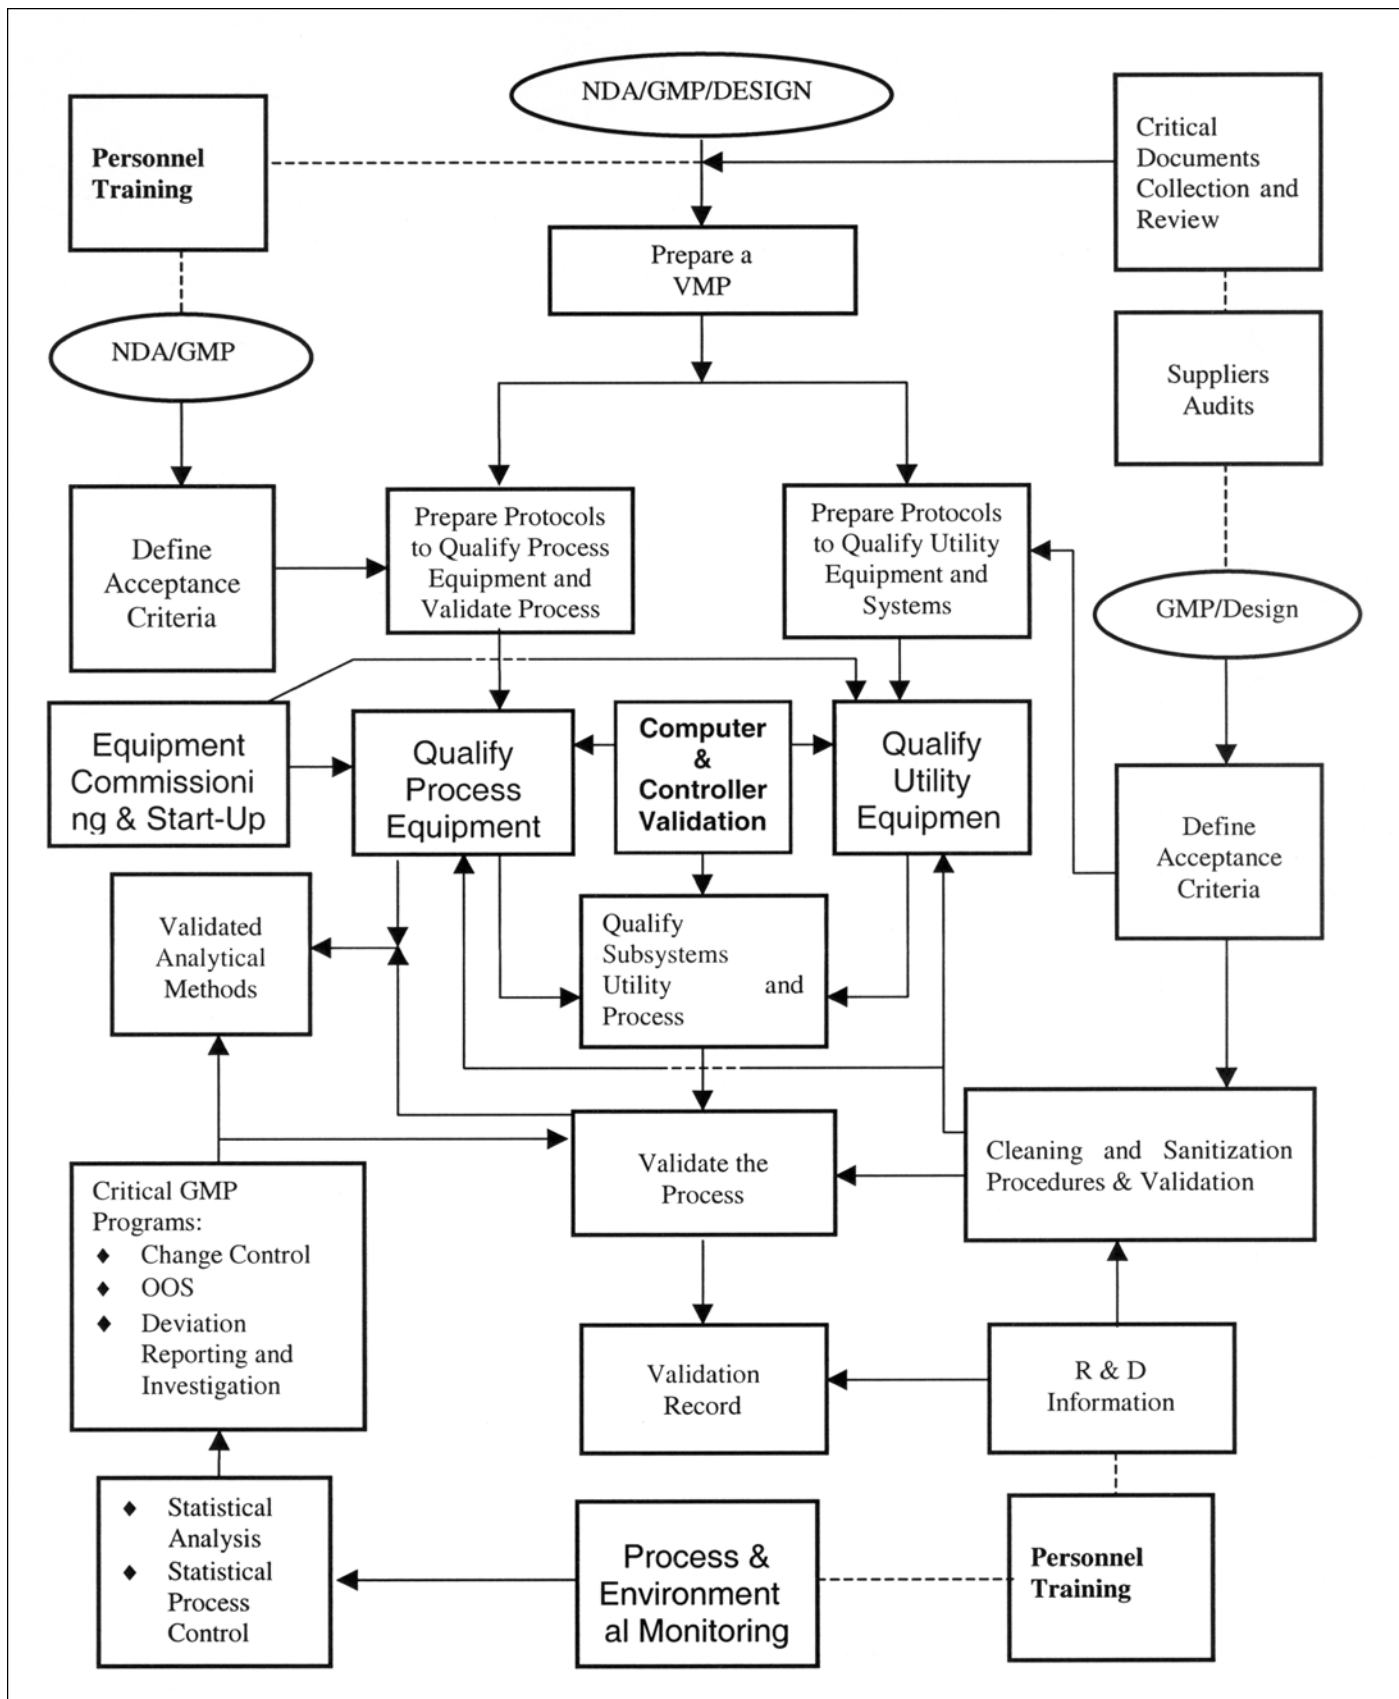 NDA/GMP/DESIGN
Personnel
Training
Critical
Documents
Collection and
Review
Prepare a
VMP
NDA/GMP
Suppliers
Audits
Define
Acceptance
Criteria
Prepare Protocols
to Qualify Process
Equipment and
Validate Process
Prepare Protocols
to Qualify Utility
Equipment and
Systems
GMP/Design
Equipment
Commissioni
ng & Start-Up
Qualify
Process
Equipment
Computer
&
Controller
Validation
Qualify
Utility
Equipmen
Define
Acceptance
Criteria
Validated
Analytical
Methods
Qualify
Subsystems
Utility and
Process
Validate the
Process
Cleaning and Sanitization
Procedures & Validation
Critical GMP
Programs:
♦ Change Control
♦ OOS
♦ Deviation
Reporting and
Investigation
Validation
Record
R & D
Information
♦ Statistical
Analysis
♦ Statistical
Process
Control
Process &
Environment
al Monitoring
Personnel
Training